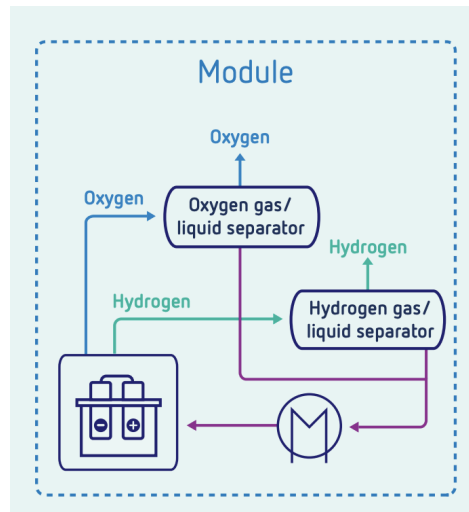 Module
Oxygen
Oxygen
Oxygen gas/
liquid separator
Hydrogen
Hydrogen
Hydrogen gas/
liquid separator